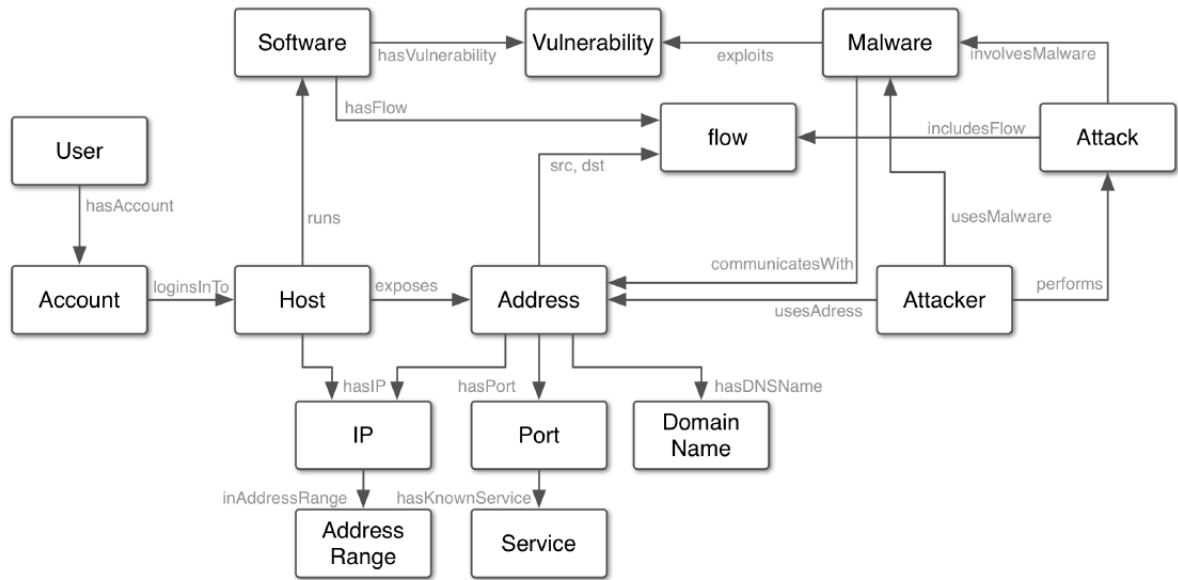 Software
hasVulnerability
Vulnerability
exploits
Malware
involvesMalware
hasFlow
flow
includesFlow
Attack
User
src, dst
hasAccount
runs
usesMalware
communicatesWith
Account
loginsInTo
Host
exposes
Address
usesAdress
Attacker
performs
hasIP
hasPort
hasDNSName
IP
Port
Domain
Name
inAddressRange
hasKnownService
Address
Range
Service